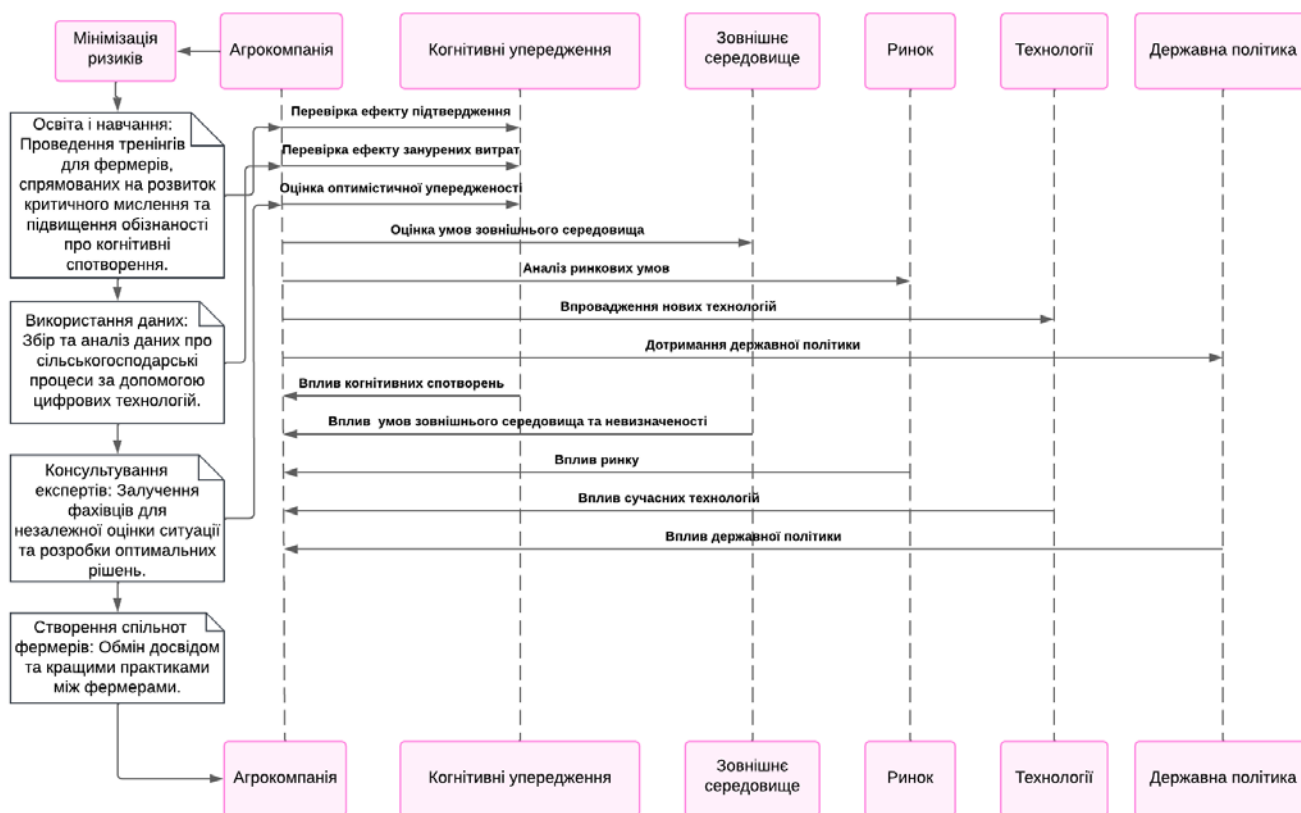 Мінімізація
ризиків
Агрокомпанія
Когнітивні упередження
Зовнішнє
середовище
Ринок
Технології
Державна політика
Освіта і навчання:
Проведення тренінгів
для фермерів,
спрямованих на розвиток
критичного мислення та
підвищення обізнаності
про когнітивні
спотворення.
Використання даних:
Збір та аналіз даних про
сільськогосподарські
процеси за допомогою
цифрових технологій.
Консультування
експертів: Залучення
фахівців для
незалежної оцінки ситуації
та розробки оптимальних
рішень.
Створення спільнот
фермерів: Обмін досвідом
та кращими практиками
між фермерами.
Перевірка ефекту підтвердження
Перевірка ефекту занурених витрат
Оцінка оптимістичної упередженості
Оцінка умов зовнішнього середовища
Аналіз ринкових умов
Впровадження нових технологій
Дотримання державної політики
Вплив когнітивних спотворень
Вплив умов зовнішнього середовища та невизначеності
Вплив ринку
Вплив сучасних технологій
Вплив державної політики
Агрокомпанія
Когнітивні упередження
Зовнішнє
середовище
Ринок
Технології
Державна політика